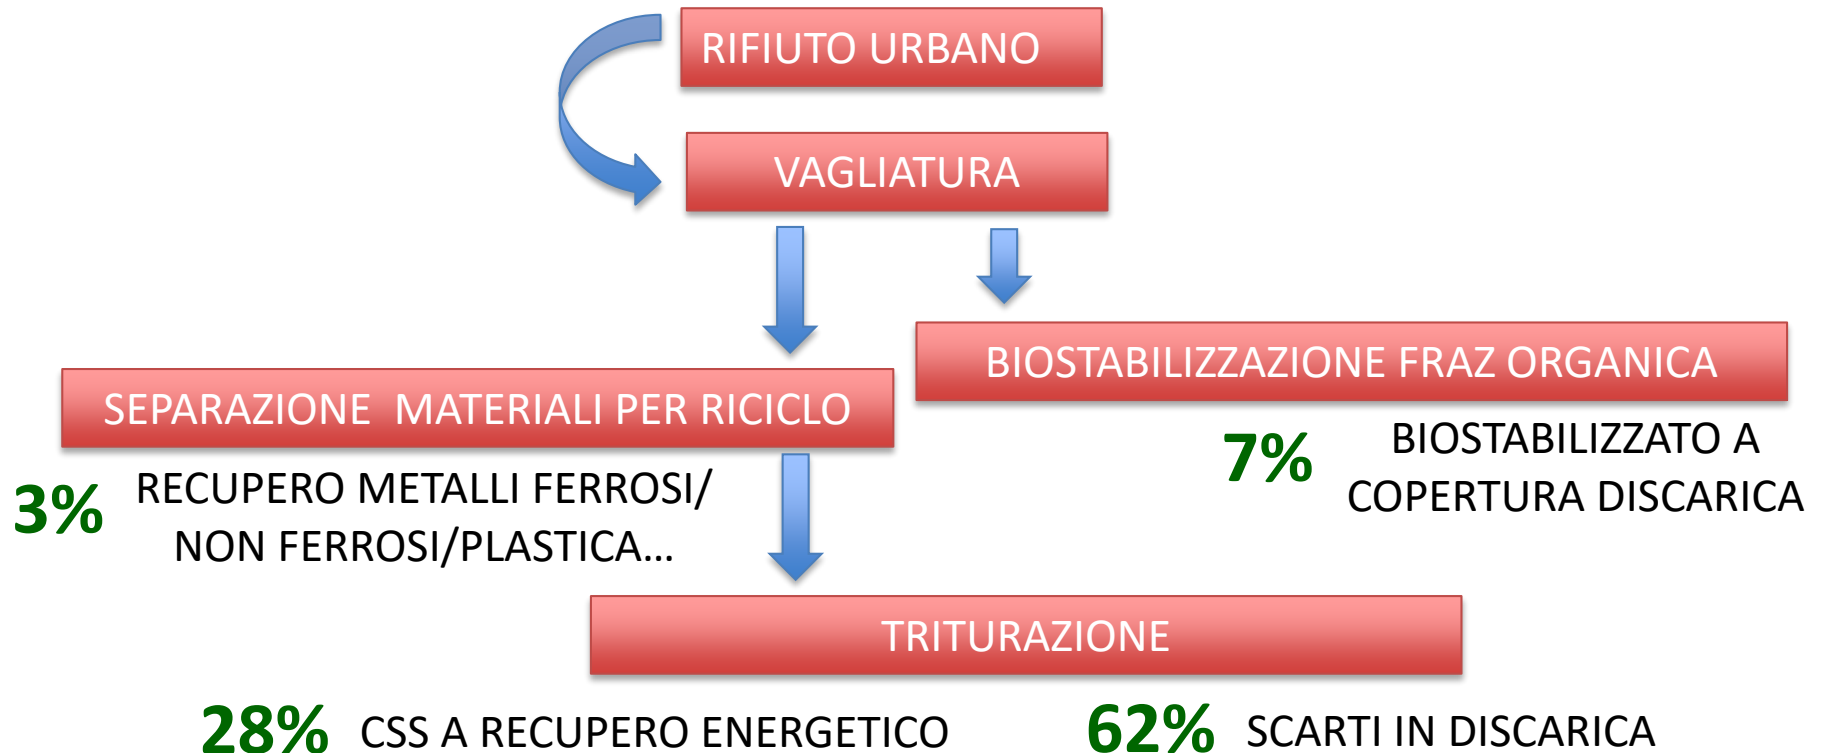 RIFIUTO URBANO
VAGLIATURA
BIOSTABILIZZAZIONE FRAZ ORGANICA
SEPARAZIONE MATERIALI PER RICICLO
7% BIOSTABILIZZATO A
COPERTURA DISCARICA
3% RECUPERO METALLI FERROSI/
NON FERROSI/PLASTICA...
TRITURAZIONE
28% CSS A RECUPERO ENERGETICO
62% SCARTI IN DISCARICA